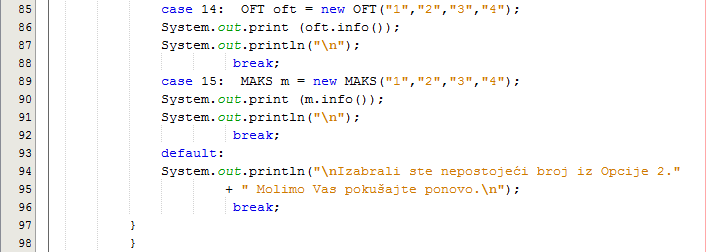 85 case 14:  OFT oft = new OFT("1","2","3","4");
86 System.out.print (oft.info());
87 System.out.println("\n");
88 break;
89 case 15:  MAKS m = new MAKS("1","2","3","4");
90 System.out.print (m.info());
91 System.out.println("\n");
92 break;
93 default:
94 System.out.println("\nIzabrali ste nepostojeći broj iz Opcije 2."
95 + " Molimo Vas pokušajte ponovo.\n");
96 break;
97 }
98 }